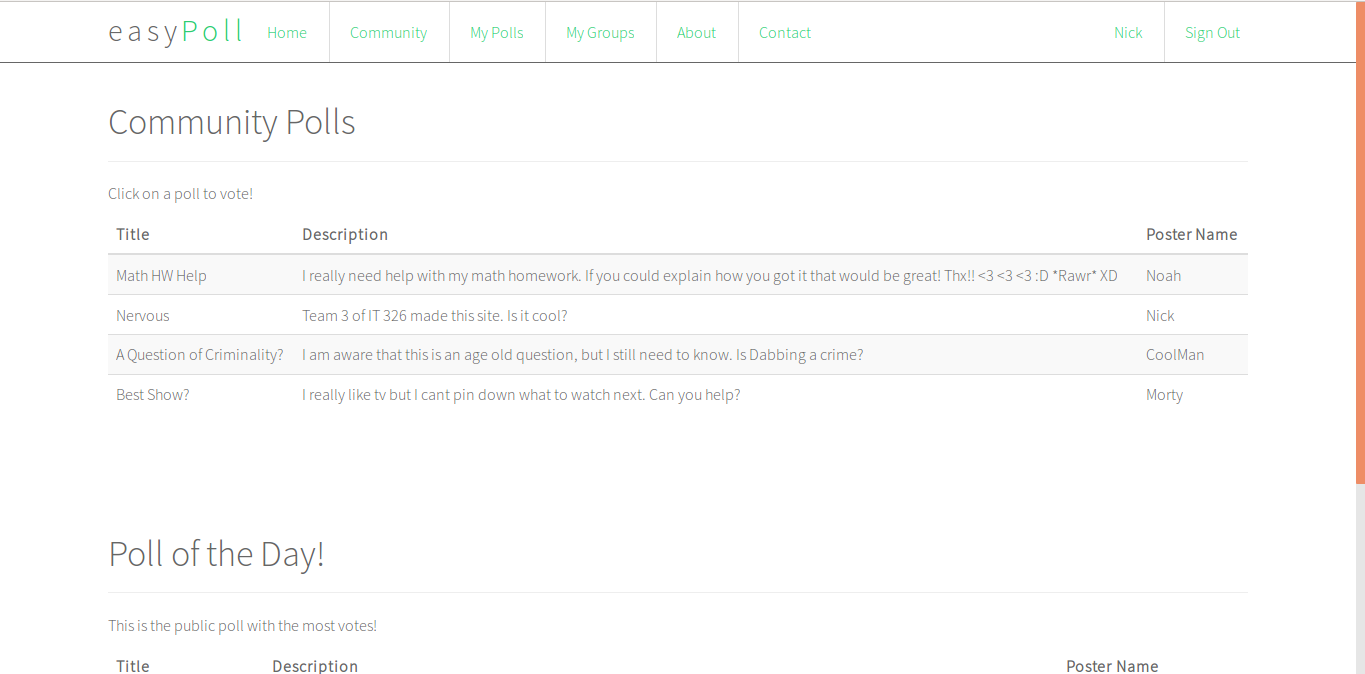 easyPoll Home Community My Polls My Groups About Contact Nick Sign Out
Community Polls
Click on a poll to vote!
Title Description Poster Name
Math HW Help I really need help with my math homework. If you could explain how you got it that would be great! Thx!! <3 <3 <3 :D *Rawr* XD Noah
Nervous Team 3 of IT 326 made this site. Is it cool? Nick
A Question of Criminality? I am aware that this is an age old question, but I still need to know. Is Dabbing a crime? CoolMan
Best Show? I really like tv but I cant pin down what to watch next. Can you help? Morty
Poll of the Day!
This is the public poll with the most votes!
Title Description Poster Name